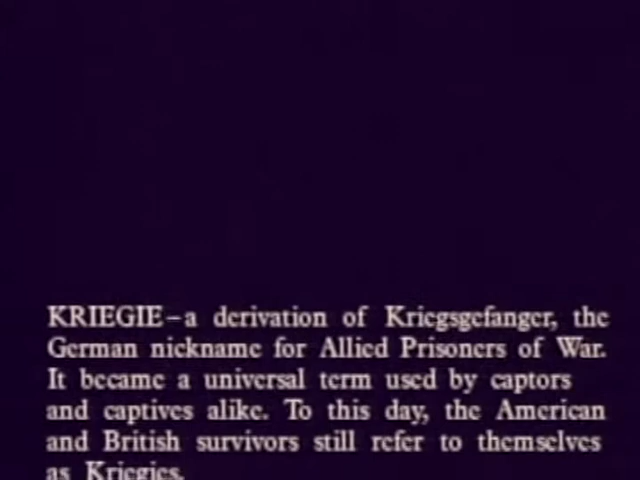 KRIEGIE–a derivation of Kriegsgefanger, the
German nickname for Allied Prisoners of War.
It became a universal term used by captors
and captives alike. To this day, the American
and British survivors still refer to themselves
as Kriegies.